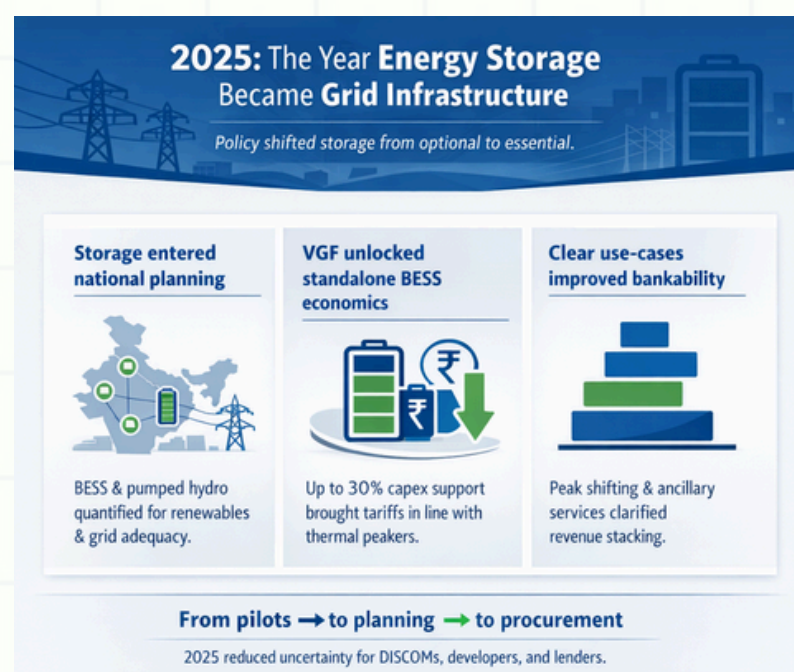 2025: The Year Energy Storage
Became Grid Infrastructure
Policy shifted storage from optional to essential.
Storage entered
national planning
BESS & pumped hydro
quantified for renewables
& grid adequacy.
VGF unlocked
standalone BESS
economics
₹
₹
Up to 30% capex support
brought tariffs in line with
thermal peakers.
Clear use-cases
improved bankability
Peak shifting & ancillary
services clarified
revenue stacking.
From pilots → to planning → to procurement
2025 reduced uncertainty for DISCOMs, developers, and lenders.